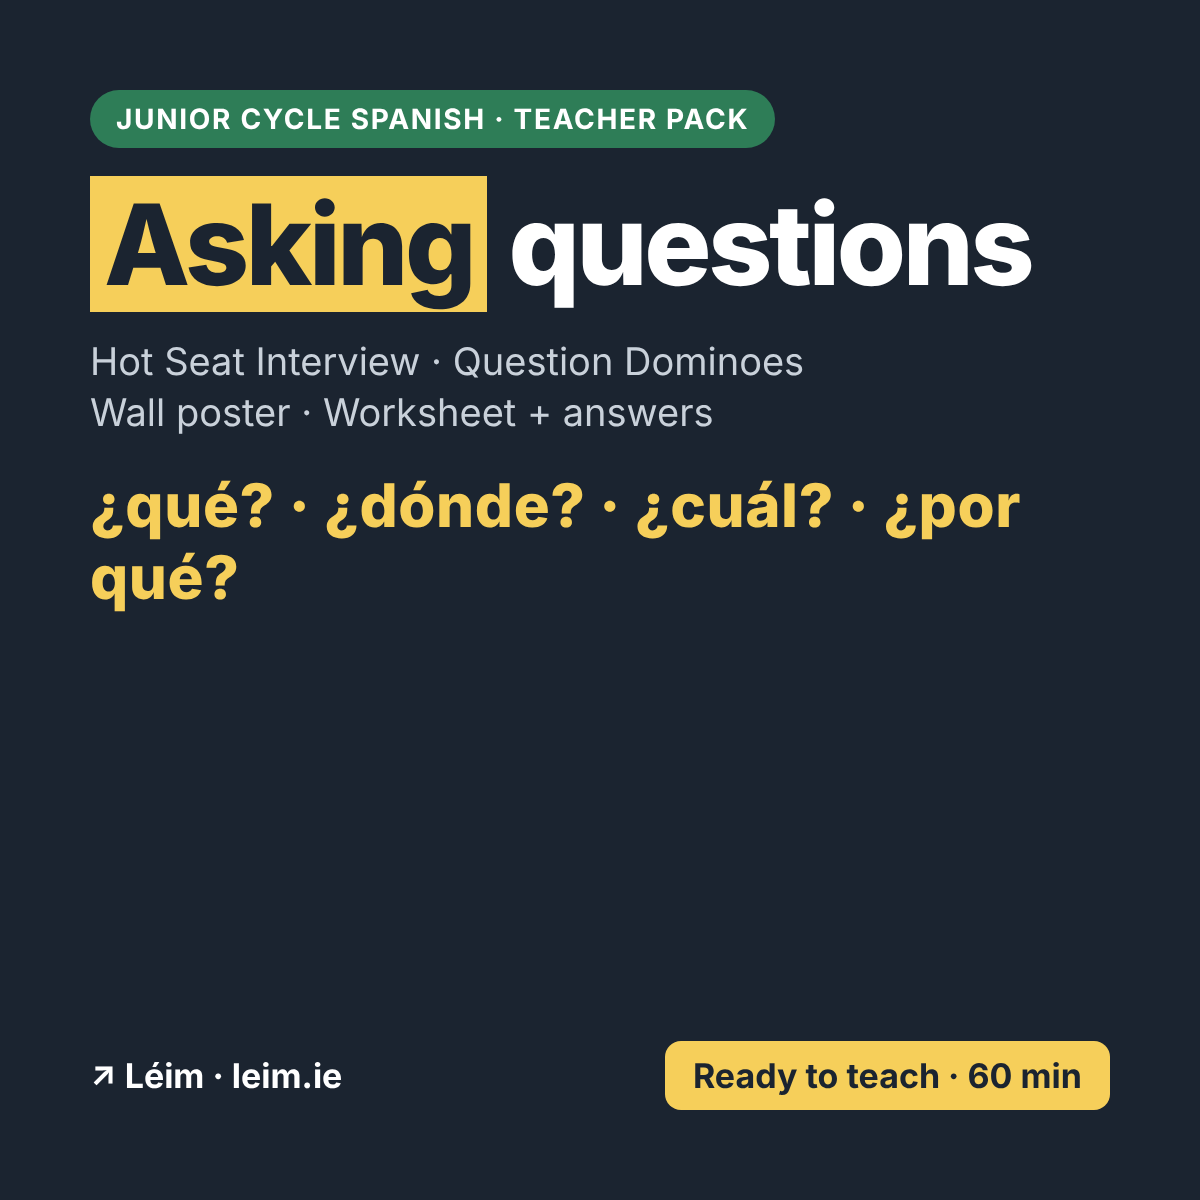 JUNIOR CYCLE SPANISH · TEACHER PACK
Asking questions
Hot Seat Interview · Question Dominoes
Wall poster · Worksheet + answers
¿qué? · ¿dónde? · ¿cuál? · ¿por
qué?
↗ Léim · leim.ie
Ready to teach · 60 min